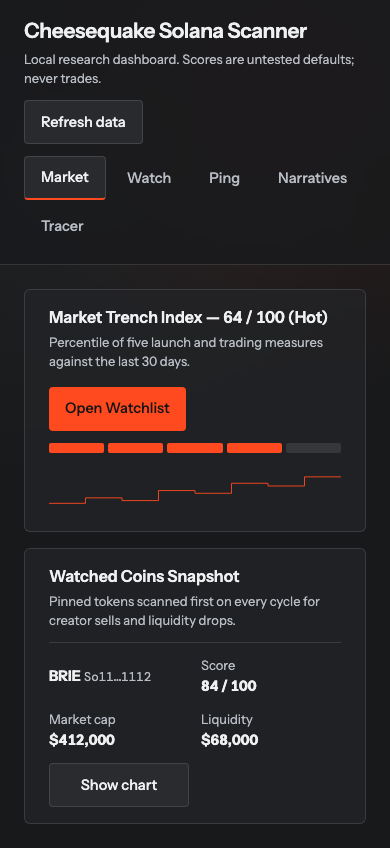 Cheesequake Solana Scanner
Local research dashboard. Scores are untested defaults;
never trades.
Refresh data
Market Watch Ping Narratives
Tracer
Market Trench Index — 64 / 100 (Hot)
Percentile of five launch and trading measures
against the last 30 days.
Open Watchlist
Watched Coins Snapshot
Pinned tokens scanned first on every cycle for
creator sells and liquidity drops.
BRIE So11…1112
Score
84 / 100
Market cap
$412,000
Liquidity
$68,000
Show chart